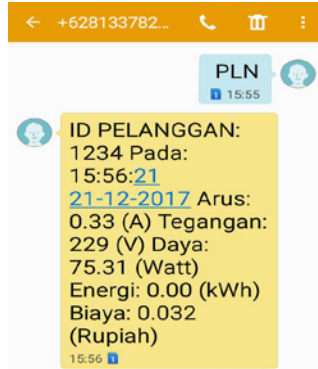 +628133782...
PLN
15:55
ID PELANGGAN:
1234 Pada:
15:56:21
21-12-2017 Arus:
0.33 (A) Tegangan:
229 (V) Daya:
75.31 (Watt)
Energi: 0.00 (kWh)
Biaya: 0.032
(Rupiah)
15:56